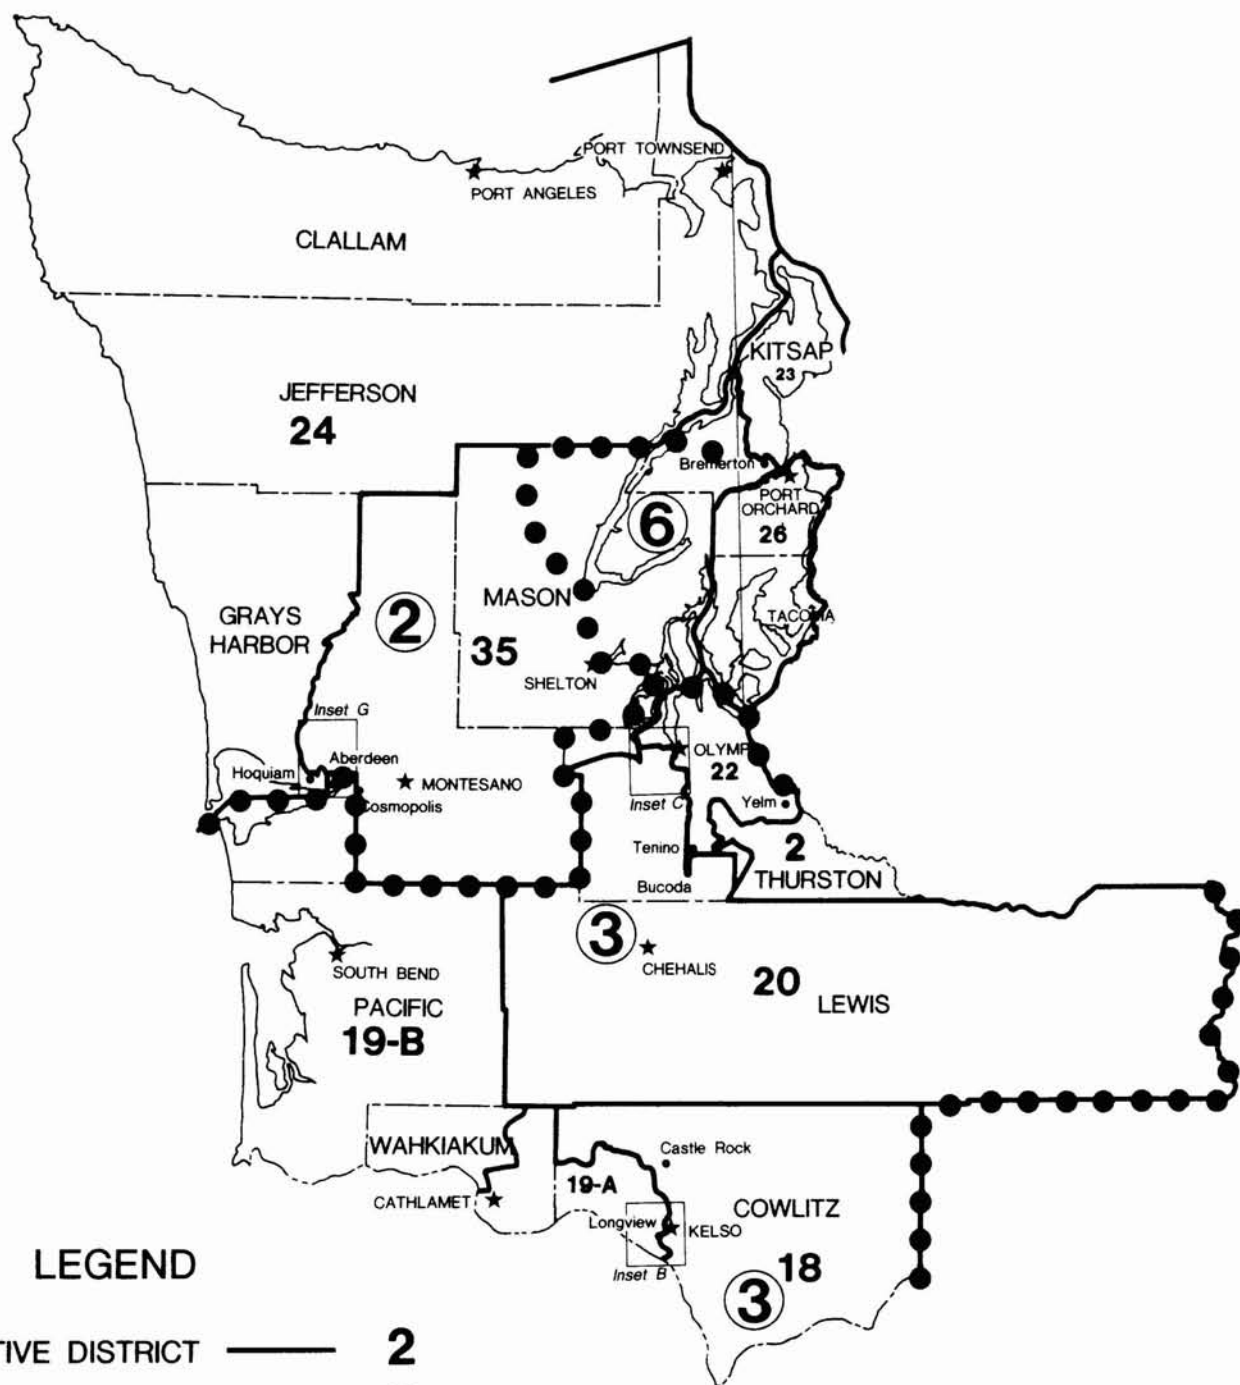 PORT TOWNSEND
PORT ANGELES
CLALLAM
KITSAP
23
JEFFERSON
24
Bremerton
PORT
ORCHARD
26
6
MASON
GRAYS
HARBOR
2
TACOMA
35
SHELTON
Inset G
Aberdeen
OLYMP
22
Hoquiam
MONTESANO
Inset C
Yelm
Cosmopolis
Tenino
2
THURSTON
Bucoda
3
CHEHALIS
SOUTH BEND
20
LEWIS
PACIFIC
19-B
WAHKIAKUM
Castle Rock
19-A
CATHLAMET
COWLITZ
Longview
KELSO
LEGEND
Inset B
18
3
TIVE DISTRICT
2